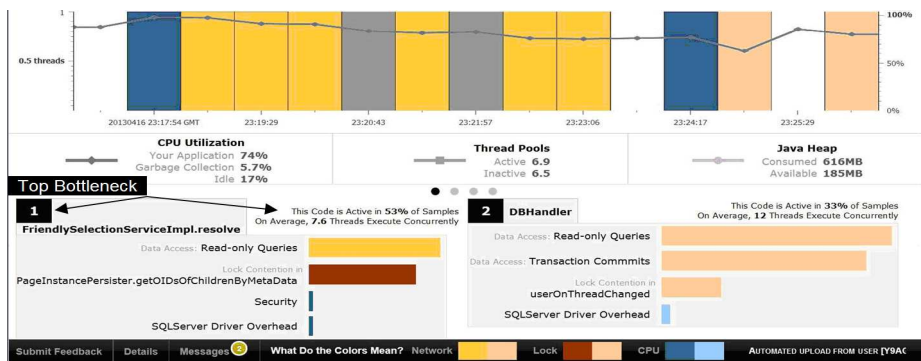 1
100%
0.5 threads
50%
0%
20130416 23:17:54 GMT 23:19:29 23:20:43 23:21:57 23:23:06 23:24:17 23:25:29
CPU Utilization
Your Application 74%
Garbage Collection 5.7%
Idle 17%
Thread Pools
Active 6.9
Inactive 6.5
Java Heap
Consumed 616MB
Available 185MB
Top Bottleneck
1
This Code is Active in 53% of Samples
On Average, 7.6 Threads Execute Concurrently
FriendlySelectionServiceImpl.resolve
Data Access: Read-only Queries
Lock Contention in
PageInstancePersister.getOIDsOfChildrenByMetaData
Security
SQLServer Driver Overhead
2 DBHandler
This Code is Active in 33% of Samples
On Average, 12 Threads Execute Concurrently
Data Access: Read-only Queries
Data Access: Transaction Commmits
Lock Contention in
userOnThreadChanged
SQLServer Driver Overhead
Submit Feedback Details Messages 2 What Do the Colors Mean? Network Lock CPU AUTOMATED UPLOAD FROM USER [Y9A